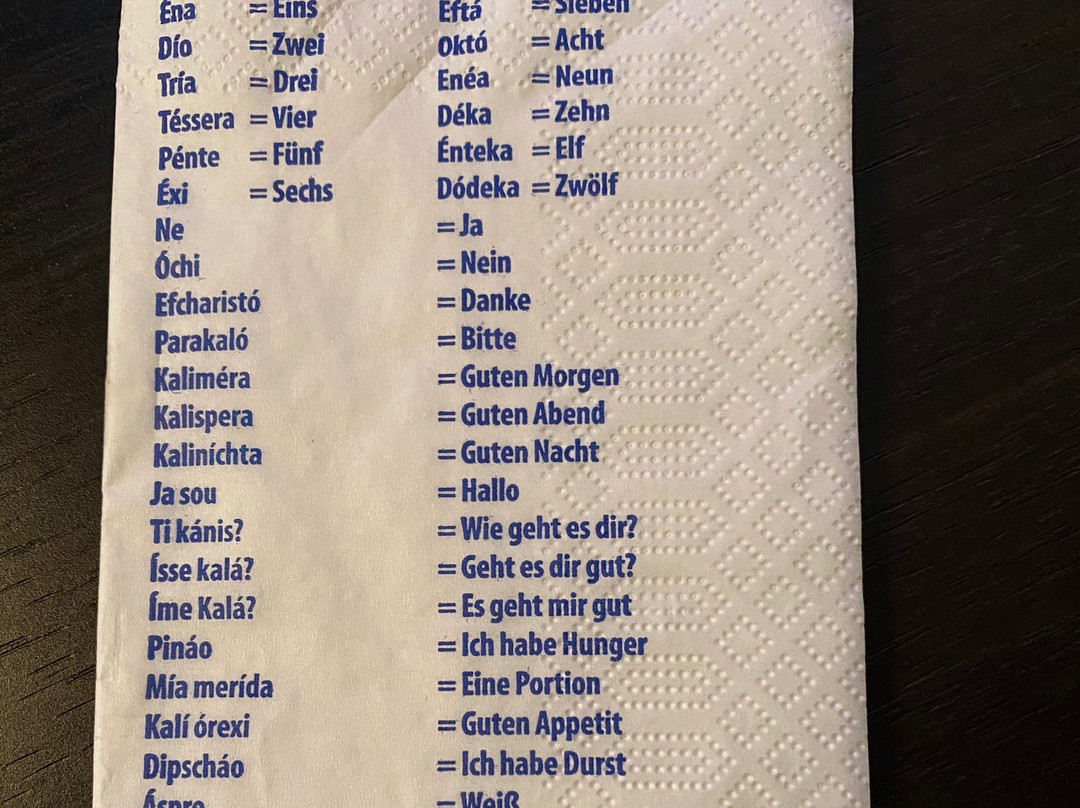 Éna = Eins Eftá = Sieben
Dío = Zwei Októ = Acht
Tría = Drei Enéa = Neun
Téssera = Vier Déka = Zehn
Pénte = Fünf Énteka = Elf
Éxi = Sechs Dódeka = Zwölf
Ne = Ja
Óchi = Nein
Efcharistó = Danke
Parakaló = Bitte
Kaliméra = Guten Morgen
Kalispera = Guten Abend
Kaliníchta = Guten Nacht
Ja sou = Hallo
Ti kánis? = Wie geht es dir?
Ísse kalá? = Geht es dir gut?
Íme Kalá? = Es geht mir gut
Pináo = Ich habe Hunger
Mía merída = Eine Portion
Kalí órexi = Guten Appetit
Dipscháo = Ich habe Durst
Áspro = Weiß